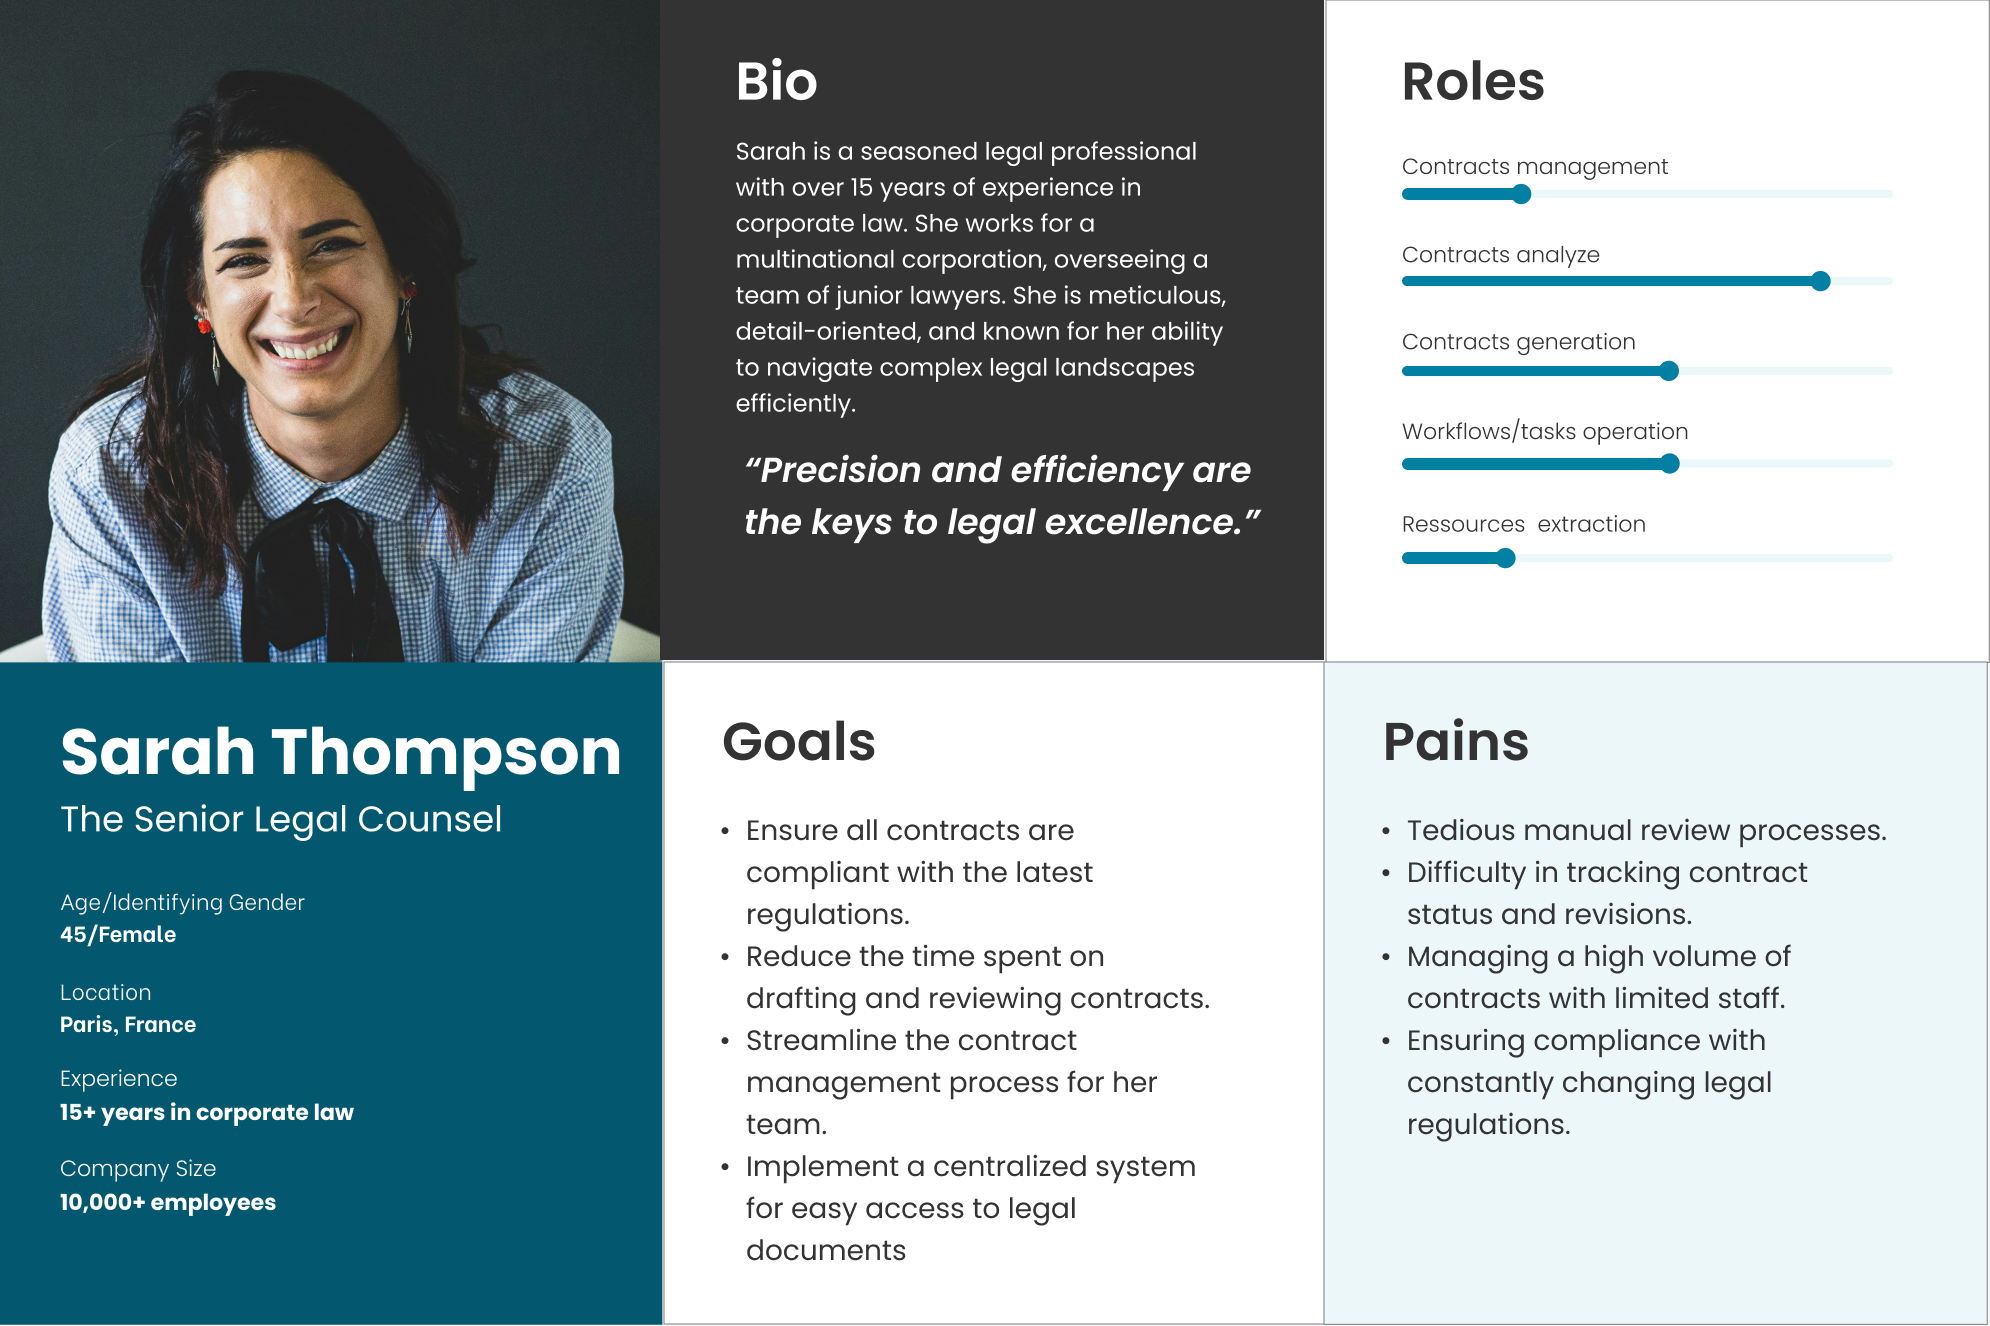 Bio
Sarah is a seasoned legal professional
with over 15 years of experience in
corporate law. She works for a
multinational corporation, overseeing a
team of junior lawyers. She is meticulous,
detail-oriented, and known for her ability
to navigate complex legal landscapes
efficiently.
“Precision and efficiency are
the keys to legal excellence.”
Roles
Contracts management
Contracts analyze
Contracts generation
Workflows/tasks operation
Ressources  extraction
Sarah Thompson
The Senior Legal Counsel
Age/Identifying Gender
45/Female
Location
Paris, France
Experience
15+ years in corporate law
Company Size
10,000+ employees
Goals
• Ensure all contracts are
compliant with the latest
regulations.
• Reduce the time spent on
drafting and reviewing contracts.
• Streamline the contract
management process for her
team.
• Implement a centralized system
for easy access to legal
documents
Pains
• Tedious manual review processes.
• Difficulty in tracking contract
status and revisions.
• Managing a high volume of
contracts with limited staff.
• Ensuring compliance with
constantly changing legal
regulations.